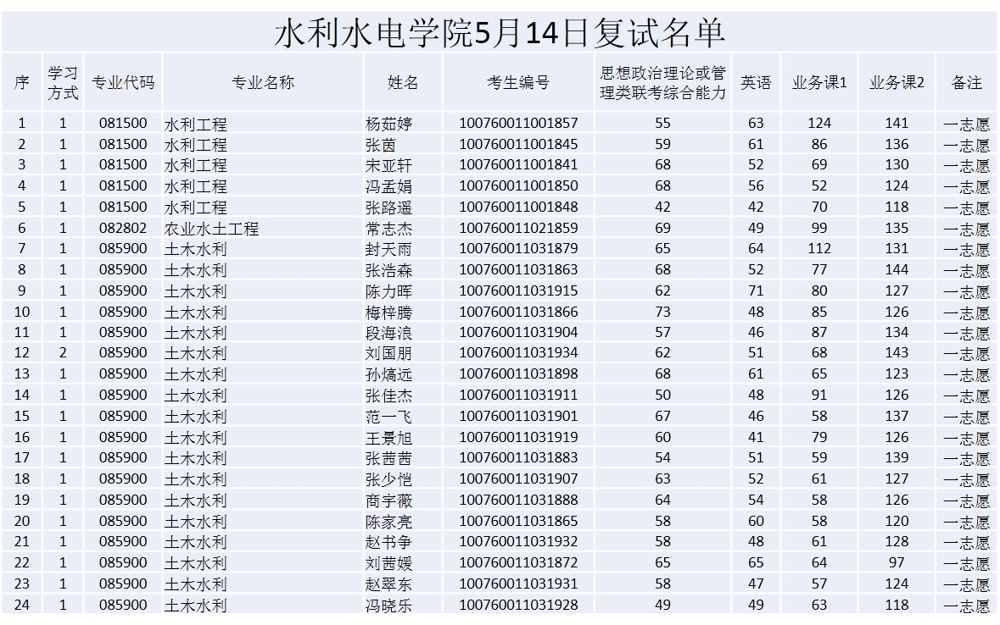 水利水电学院5月14日复试名单
序 学习方式 专业代码 专业名称 姓名 考生编号 思想政治理论或管理类联考综合能力 英语 业务课1 业务课2 备注
1 1 081500 水利工程 杨茹婷 100760011001857 55 63 124 141 一志愿
2 1 081500 水利工程 张茵 100760011001845 59 61 86 136 一志愿
3 1 081500 水利工程 宋亚轩 100760011001841 68 52 69 130 一志愿
4 1 081500 水利工程 冯孟娟 100760011001850 68 56 52 124 一志愿
5 1 081500 水利工程 张路遥 100760011001848 42 42 70 118 一志愿
6 1 082802 农业水土工程 常志杰 100760011021859 69 49 99 135 一志愿
7 1 085900 土木水利 封天雨 100760011031879 65 64 112 131 一志愿
8 1 085900 土木水利 张浩森 100760011031863 68 52 77 144 一志愿
9 1 085900 土木水利 陈力晖 100760011031915 62 71 80 127 一志愿
10 1 085900 土木水利 梅梓腾 100760011031866 73 48 85 126 一志愿
11 1 085900 土木水利 段海浪 100760011031904 57 46 87 134 一志愿
12 2 085900 土木水利 刘国朋 100760011031934 62 51 68 143 一志愿
13 1 085900 土木水利 孙熇远 100760011031898 68 61 65 123 一志愿
14 1 085900 土木水利 张佳杰 100760011031911 50 48 91 126 一志愿
15 1 085900 土木水利 范一飞 100760011031901 67 46 58 137 一志愿
16 1 085900 土木水利 王景旭 100760011031919 60 41 79 126 一志愿
17 1 085900 土木水利 张茜茜 100760011031883 54 51 59 139 一志愿
18 1 085900 土木水利 张少恺 100760011031907 63 52 61 127 一志愿
19 1 085900 土木水利 商宇薇 100760011031888 64 54 58 126 一志愿
20 1 085900 土木水利 陈家亮 100760011031865 58 60 58 120 一志愿
21 1 085900 土木水利 赵书争 100760011031932 58 48 61 128 一志愿
22 1 085900 土木水利 刘茜媛 100760011031872 65 65 64 97 一志愿
23 1 085900 土木水利 赵翠东 100760011031931 58 47 57 124 一志愿
24 1 085900 土木水利 冯晓乐 100760011031928 49 49 63 118 一志愿